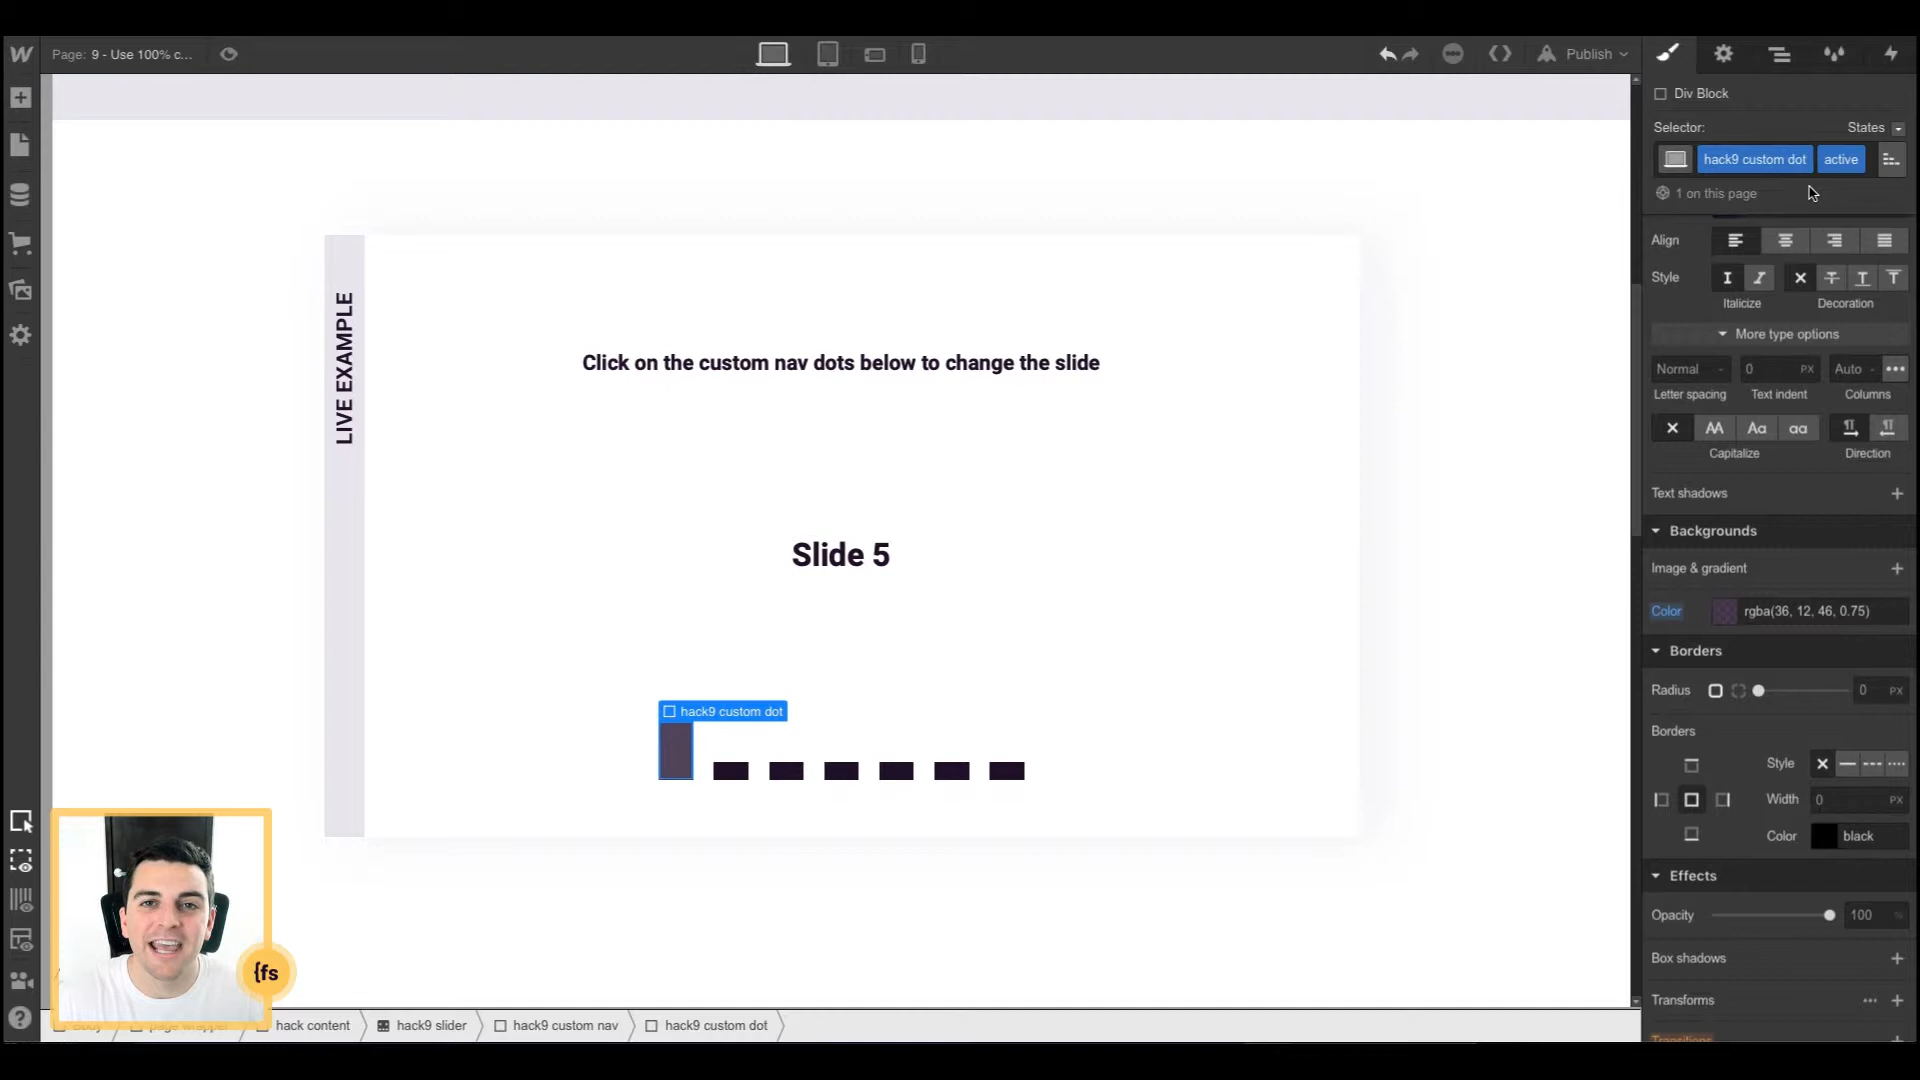 Page: 9 - Use 100% c...
Publish
Div Block
Selector:
States
hack9 custom dot
active
1 on this page
Align
Style
Italicize
Decoration
More type options
Normal
0
PX
Auto
Letter spacing
Text indent
Columns
AA
Aa
aa
Capitalize
Direction
Text shadows
Backgrounds
Image & gradient
Color
rgba(36, 12, 46, 0.75)
Borders
Radius
0
PX
Borders
Style
Width
0
PX
Color
black
Effects
Opacity
100
%
Box shadows
Transforms
Transitions
LIVE EXAMPLE
Click on the custom nav dots below to change the slide
Slide 5
hack9 custom dot
{fs
Body
page wrapper
hack content
hack9 slider
hack9 custom nav
hack9 custom dot